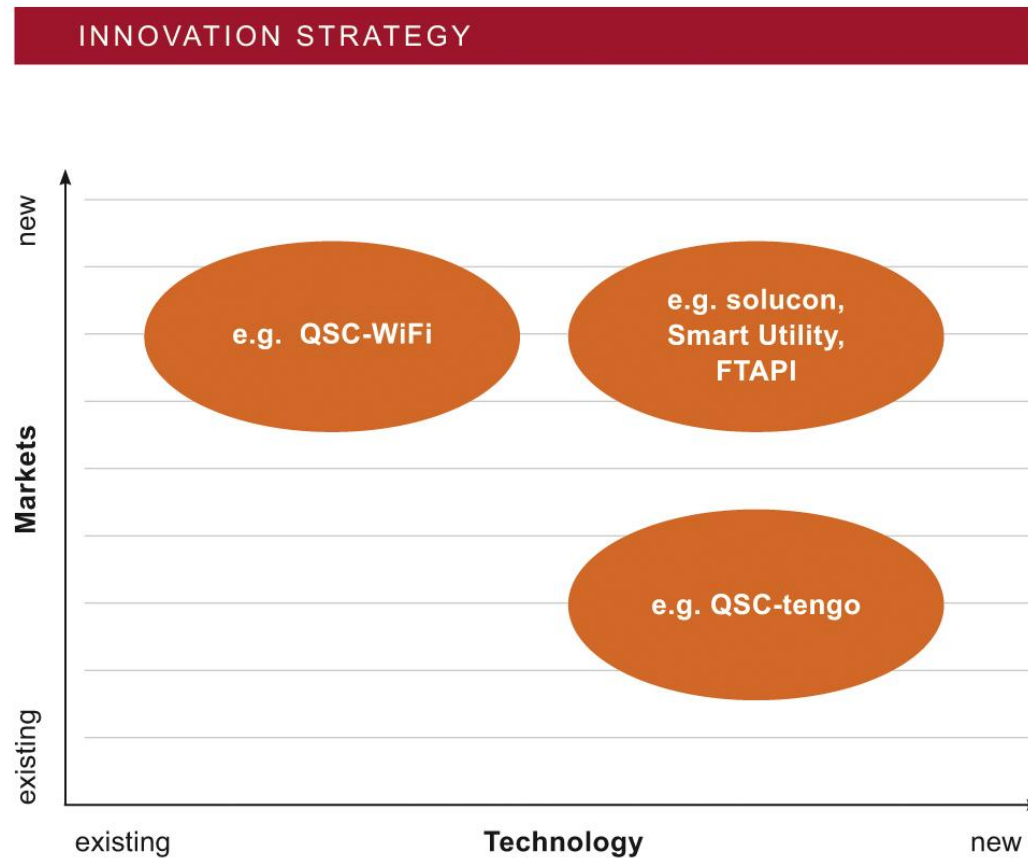 INNOVATION STRATEGY
new
e.g. QSC-WiFi
e.g. solucon,
Smart Utility,
FTAPI
Markets
e.g. QSC-tengo
existing
existing
Technology
new